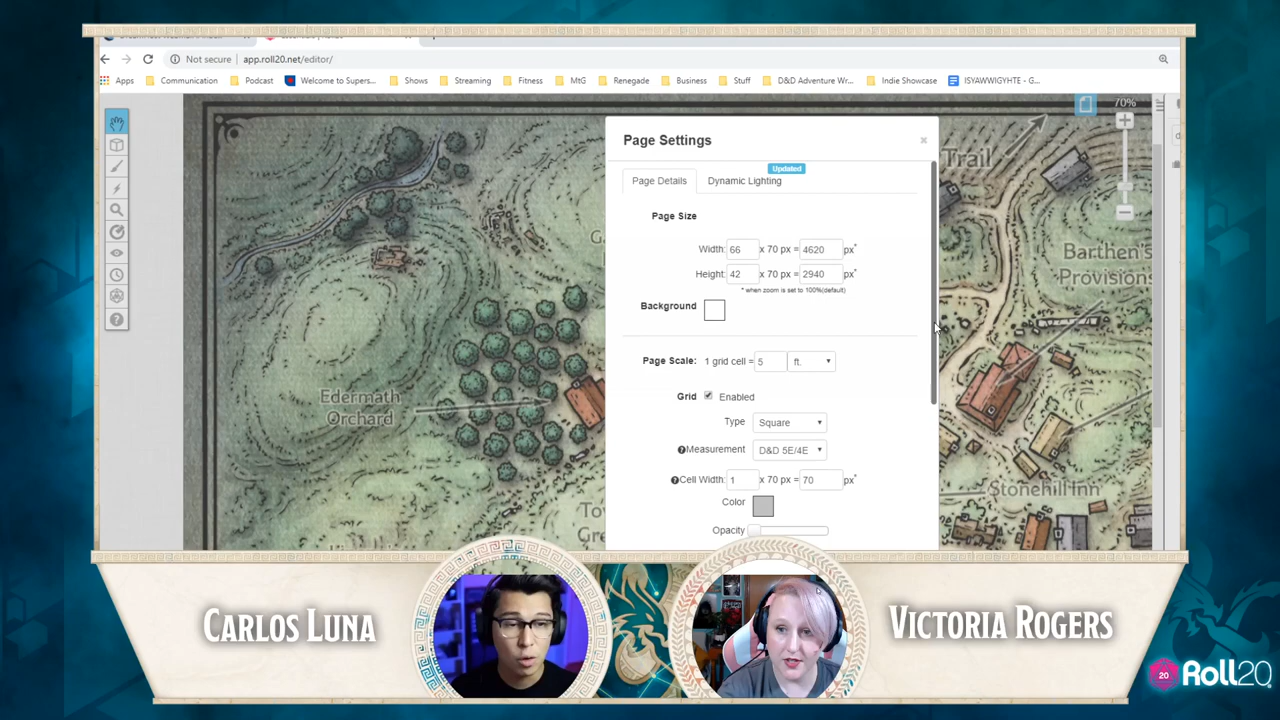 Not secure app.roll20.net/editor/
Apps Communication Podcast Welcome to Supers... Shows Streaming Fitness MtG Renegade Business Stuff D&D Adventure Wr... Indie Showcase ISYAWWIGYHTE - G...
70%
Page Settings ×
Trail
Updated
Page Details Dynamic Lighting
Page Size
Width: 66 x 70 px = 4620 px*
Barthen's
Height: 42 x 70 px = 2940 px*
Provisions
* when zoom is set to 100%(default)
Background
Page Scale: 1 grid cell = 5 ft.
Edermath
Orchard
Grid Enabled
Type Square
Measurement D&D 5E/4E
Cell Width: 1 x 70 px = 70 px*
Stonehill Inn
Color
Opacity
CARLOS LUNA
VICTORIA ROGERS
20 Roll20